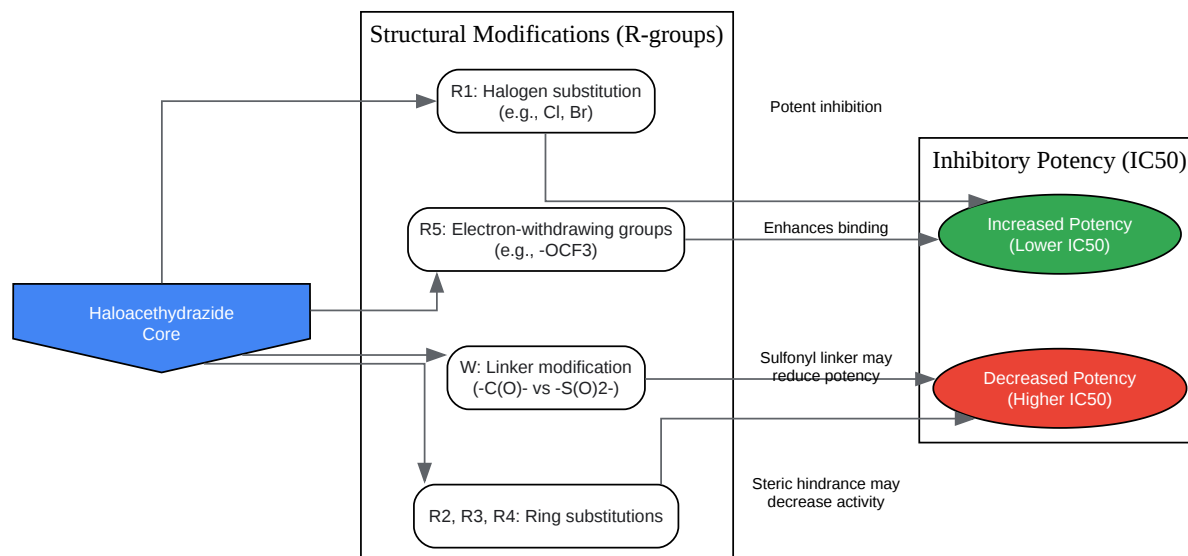 Structural Modifications (R-groups)
R1: Halogen substitution
(e.g., Cl, Br)
Potent inhibition
Inhibitory Potency (IC50)
R5: Electron-withdrawing groups
(e.g., -OCF3)
Enhances binding
Increased Potency
(Lower IC50)
Haloacethydrazide
Core
W: Linker modification
(-C(O)- vs -S(O)2-)
Sulfonyl linker may
reduce potency
Decreased Potency
(Higher IC50)
R2, R3, R4: Ring substitutions
Steric hindrance may
decrease activity